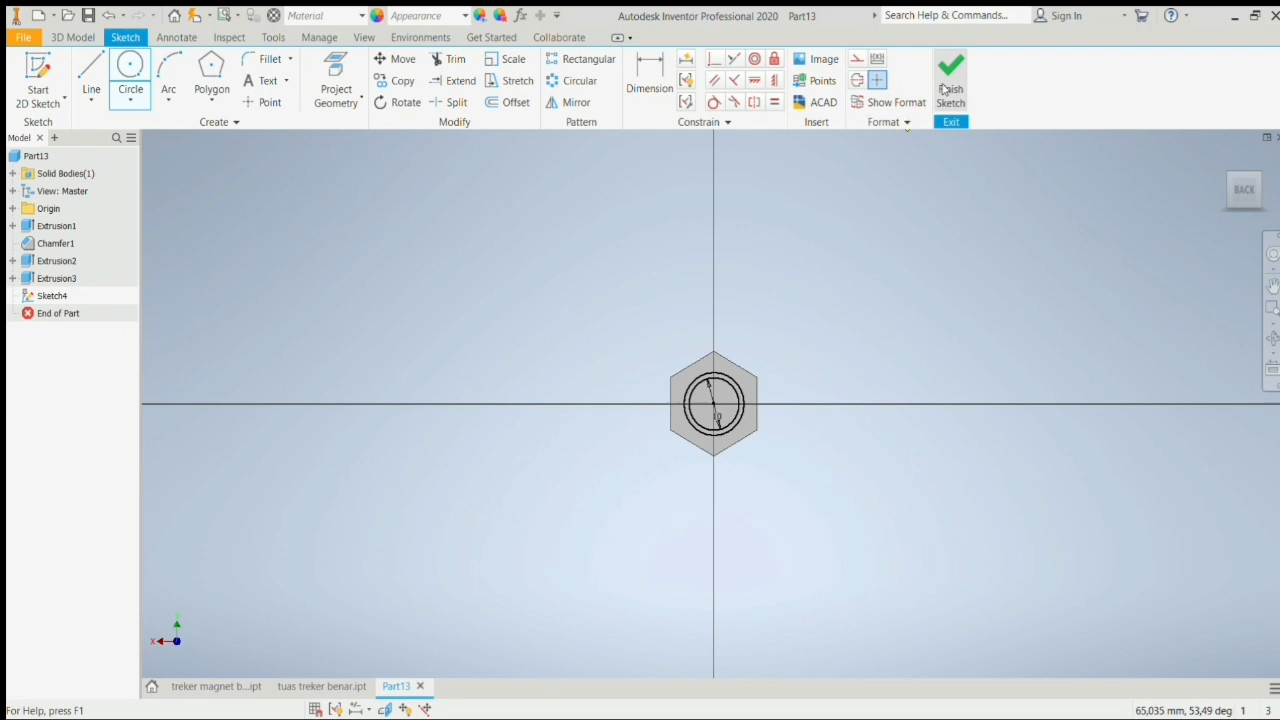 Material
Appearance
Autodesk Inventor Professional 2020 Part13
Search Help & Commands...
Sign In
File 3D Model Sketch Annotate Inspect Tools Manage View Environments Get Started Collaborate
Start
2D Sketch
Line
Circle
Polygon
Fillet
Text
Point
Project
Geometry
Move
Copy
Rotate
Trim
Extend
Split
Scale
Stretch
Offset
Rectangular
Circular
Mirror
Dimension
Image
Points
ACAD
Show Format
Finish
Sketch
Sketch Create Modify Pattern Constrain Insert Format Exit
Model
Part13
Solid Bodies(1)
View: Master
Origin
Extrusion1
Chamfer1
Extrusion2
Extrusion3
Sketch4
End of Part
BACK
10
X
treker magnet b...ipt tuas treker benar.ipt Part13
For Help, press F1
65,035 mm, 53,49 deg 1 3